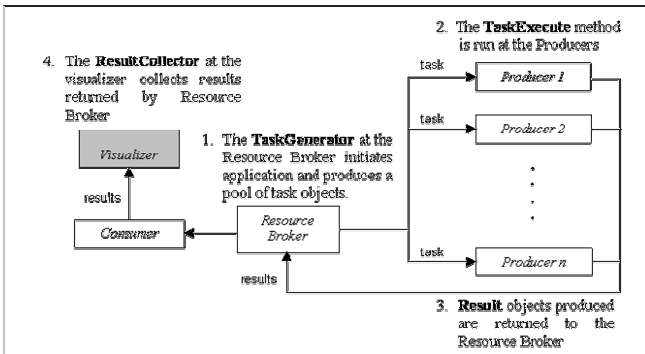 2. The TaskExecute method
is run at the Producers
4. The ResultCollector at the
visualizer collects results
returned by Resource
Broker
task
Producer 1
task
Producer 2
1. The TaskGenerator at the
Resource Broker initiates
application and produces a
pool of task objects.
Visualizer
results
Consumer
Resource
Broker
task
Producer n
results
3. Result objects produced
are returned to the
Resource Broker